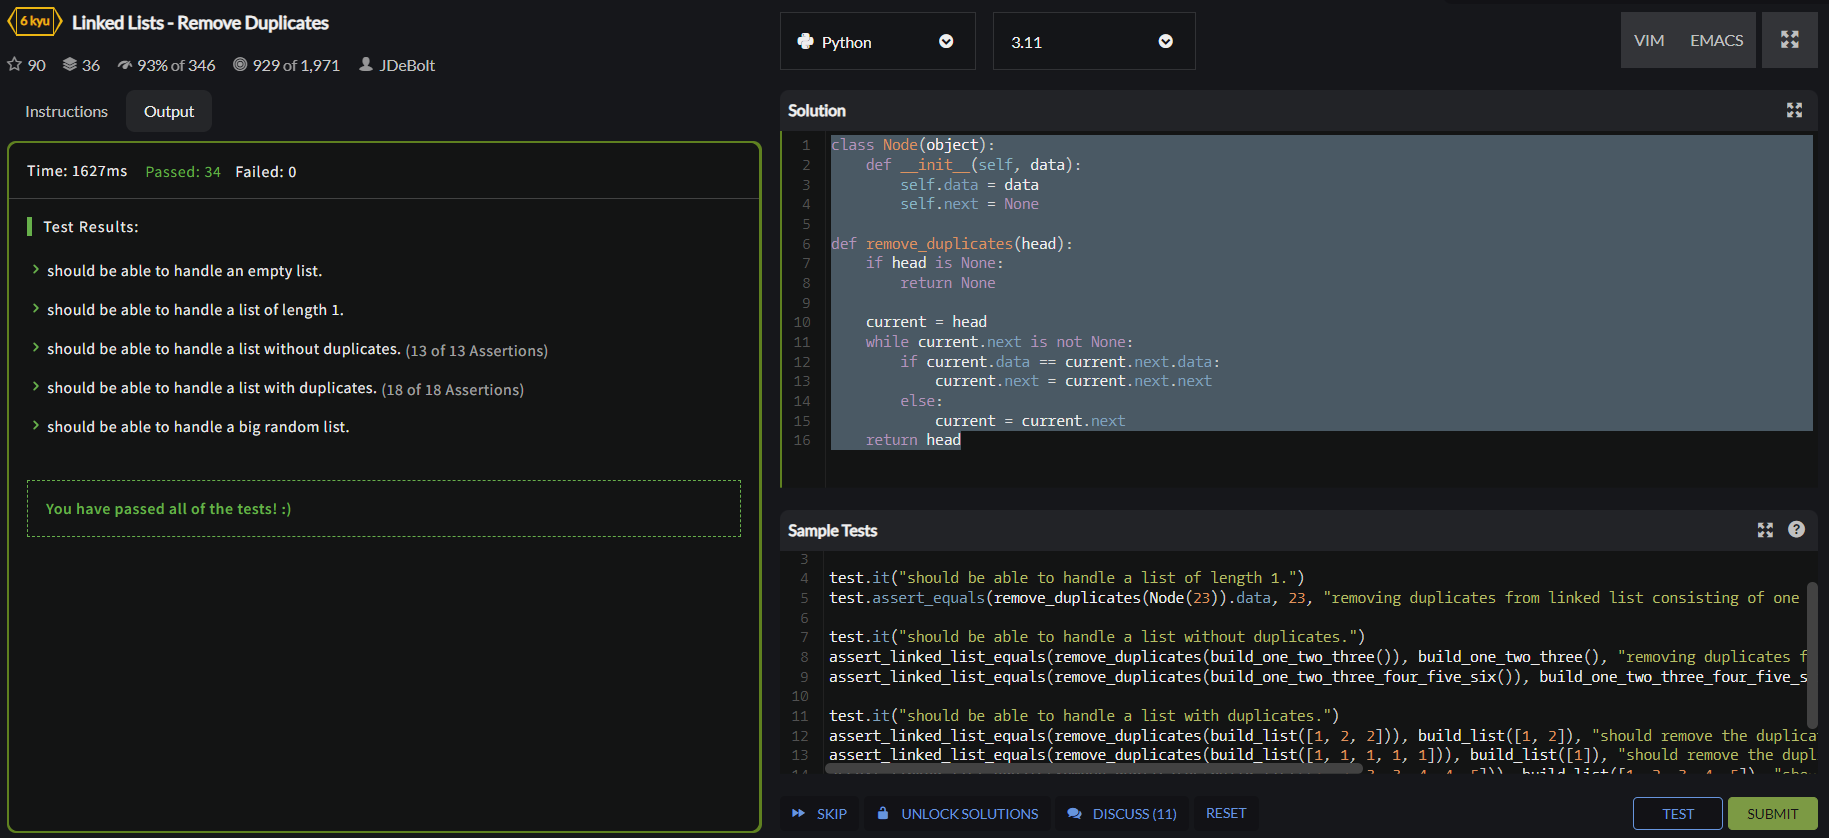 6 kyu Linked Lists - Remove Duplicates
90 36 93% of 346 929 of 1,971 JDeBolt
Instructions Output
Time: 1627ms Passed: 34 Failed: 0
Test Results:
should be able to handle an empty list.
should be able to handle a list of length 1.
should be able to handle a list without duplicates. (13 of 13 Assertions)
should be able to handle a list with duplicates. (18 of 18 Assertions)
should be able to handle a big random list.
You have passed all of the tests! :)
Python 3.11 VIM EMACS
Solution
1 class Node(object):
2     def __init__(self, data):
3         self.data = data
4         self.next = None
5
6 def remove_duplicates(head):
7     if head is None:
8         return None
9
10     current = head
11     while current.next is not None:
12         if current.data == current.next.data:
13             current.next = current.next.next
14         else:
15             current = current.next
16     return head
Sample Tests
3
4 test.it("should be able to handle a list of length 1.")
5 test.assert_equals(remove_duplicates(Node(23)).data, 23, "removing duplicates from linked list consisting of one
6
7 test.it("should be able to handle a list without duplicates.")
8 assert_linked_list_equals(remove_duplicates(build_one_two_three()), build_one_two_three(), "removing duplicates f
9 assert_linked_list_equals(remove_duplicates(build_one_two_three_four_five_six()), build_one_two_three_four_five_s
10
11 test.it("should be able to handle a list with duplicates.")
12 assert_linked_list_equals(remove_duplicates(build_list([1, 2, 2])), build_list([1, 2]), "should remove the duplica
13 assert_linked_list_equals(remove_duplicates(build_list([1, 1, 1, 1, 1])), build_list([1]), "should remove the dupl
SKIP UNLOCK SOLUTIONS DISCUSS (11) RESET TEST SUBMIT